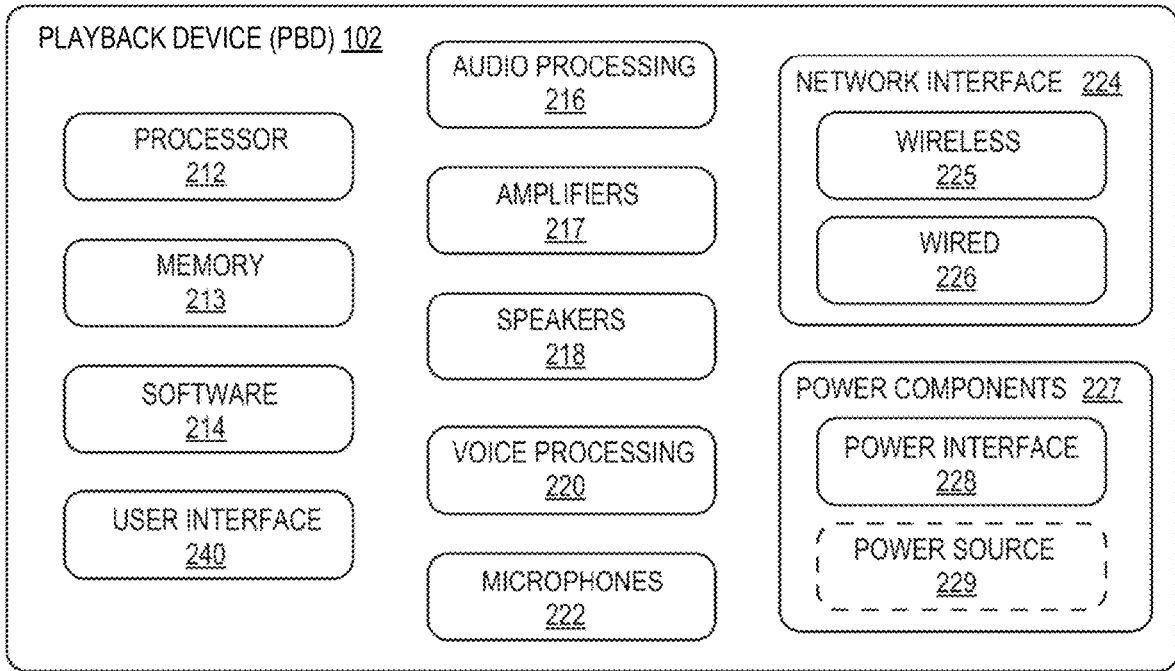 PLAYBACK DEVICE (PBD) 102
PROCESSOR
212
MEMORY
213
SOFTWARE
214
USER INTERFACE
240
AUDIO PROCESSING
216
AMPLIFIERS
217
SPEAKERS
218
VOICE PROCESSING
220
MICROPHONES
222
NETWORK INTERFACE 224
WIRELESS
225
WIRED
226
POWER COMPONENTS 227
POWER INTERFACE
228
POWER SOURCE
229